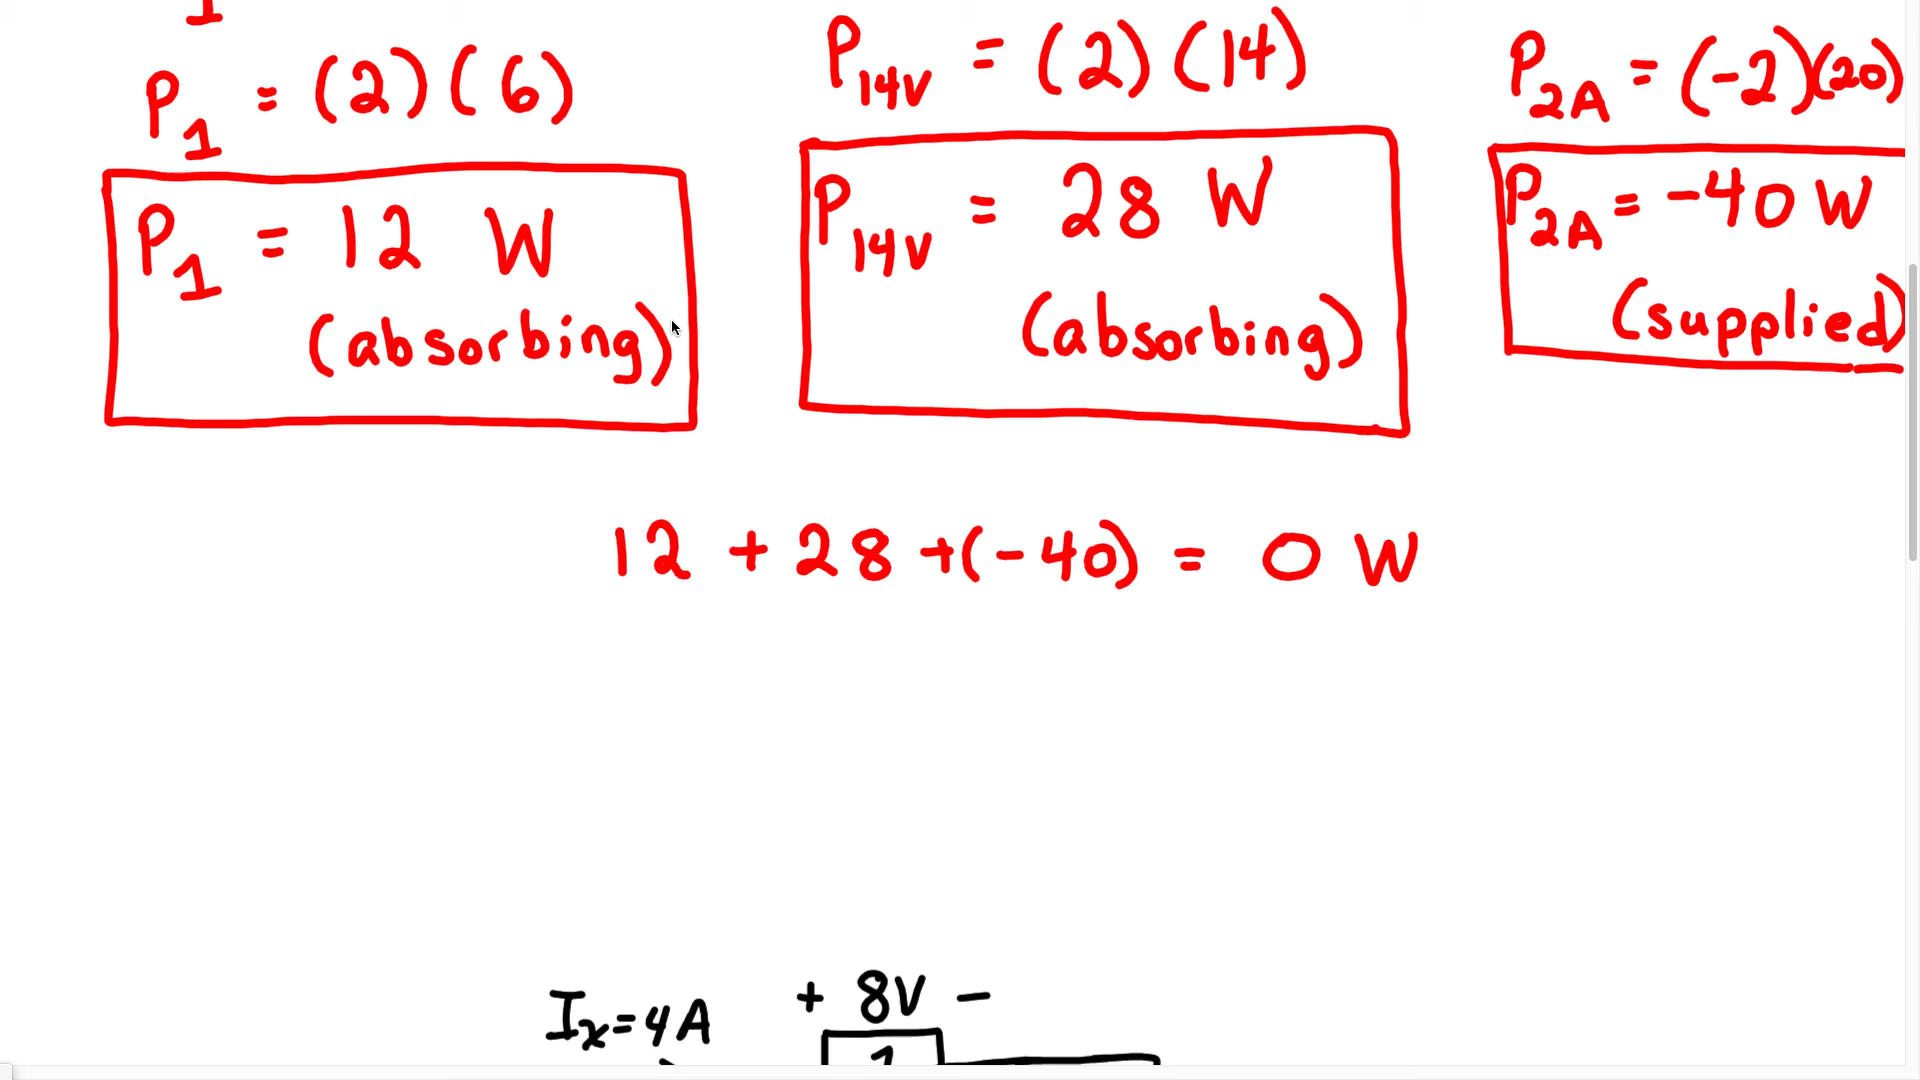 P₁ = (2)(6)
P₁ = 12 W
(absorbing)
P₁₄V = (2)(14)
P₁₄V = 28 W
(absorbing)
P₂A = (-2)(20)
P₂A = -40 W
(supplied)
12 + 28 + (-40) = 0 W
Iₓ = 4A
+ 8V -
1